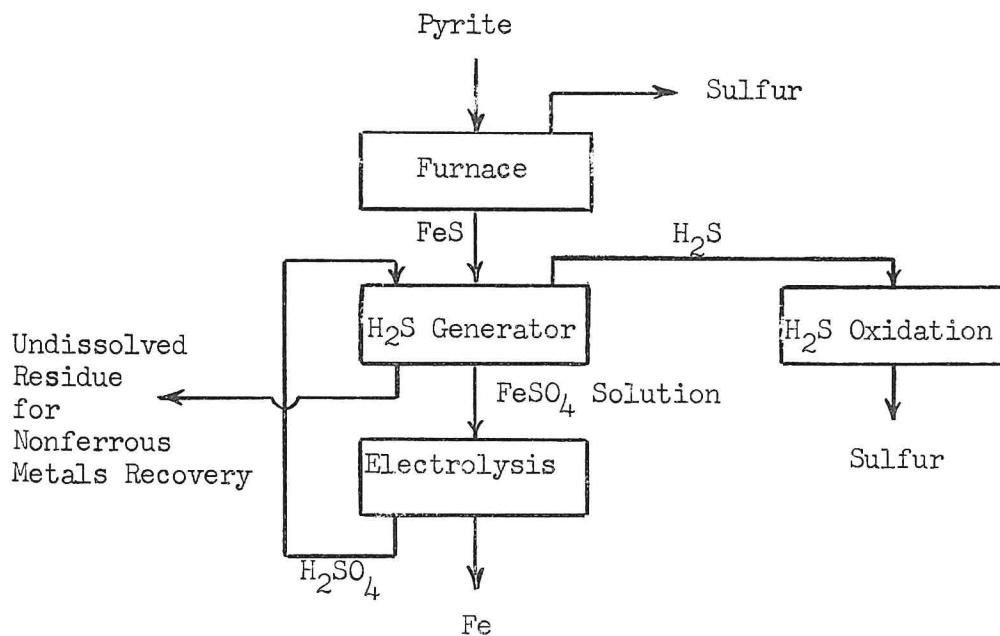 Pyrite
Sulfur
Furnace
FeS
H2S
H2S Generator
H2S Oxidation
Undissolved
Residue
for
Nonferrous
Metals Recovery
FeSO4 Solution
Electrolysis
Sulfur
H2SO4
Fe